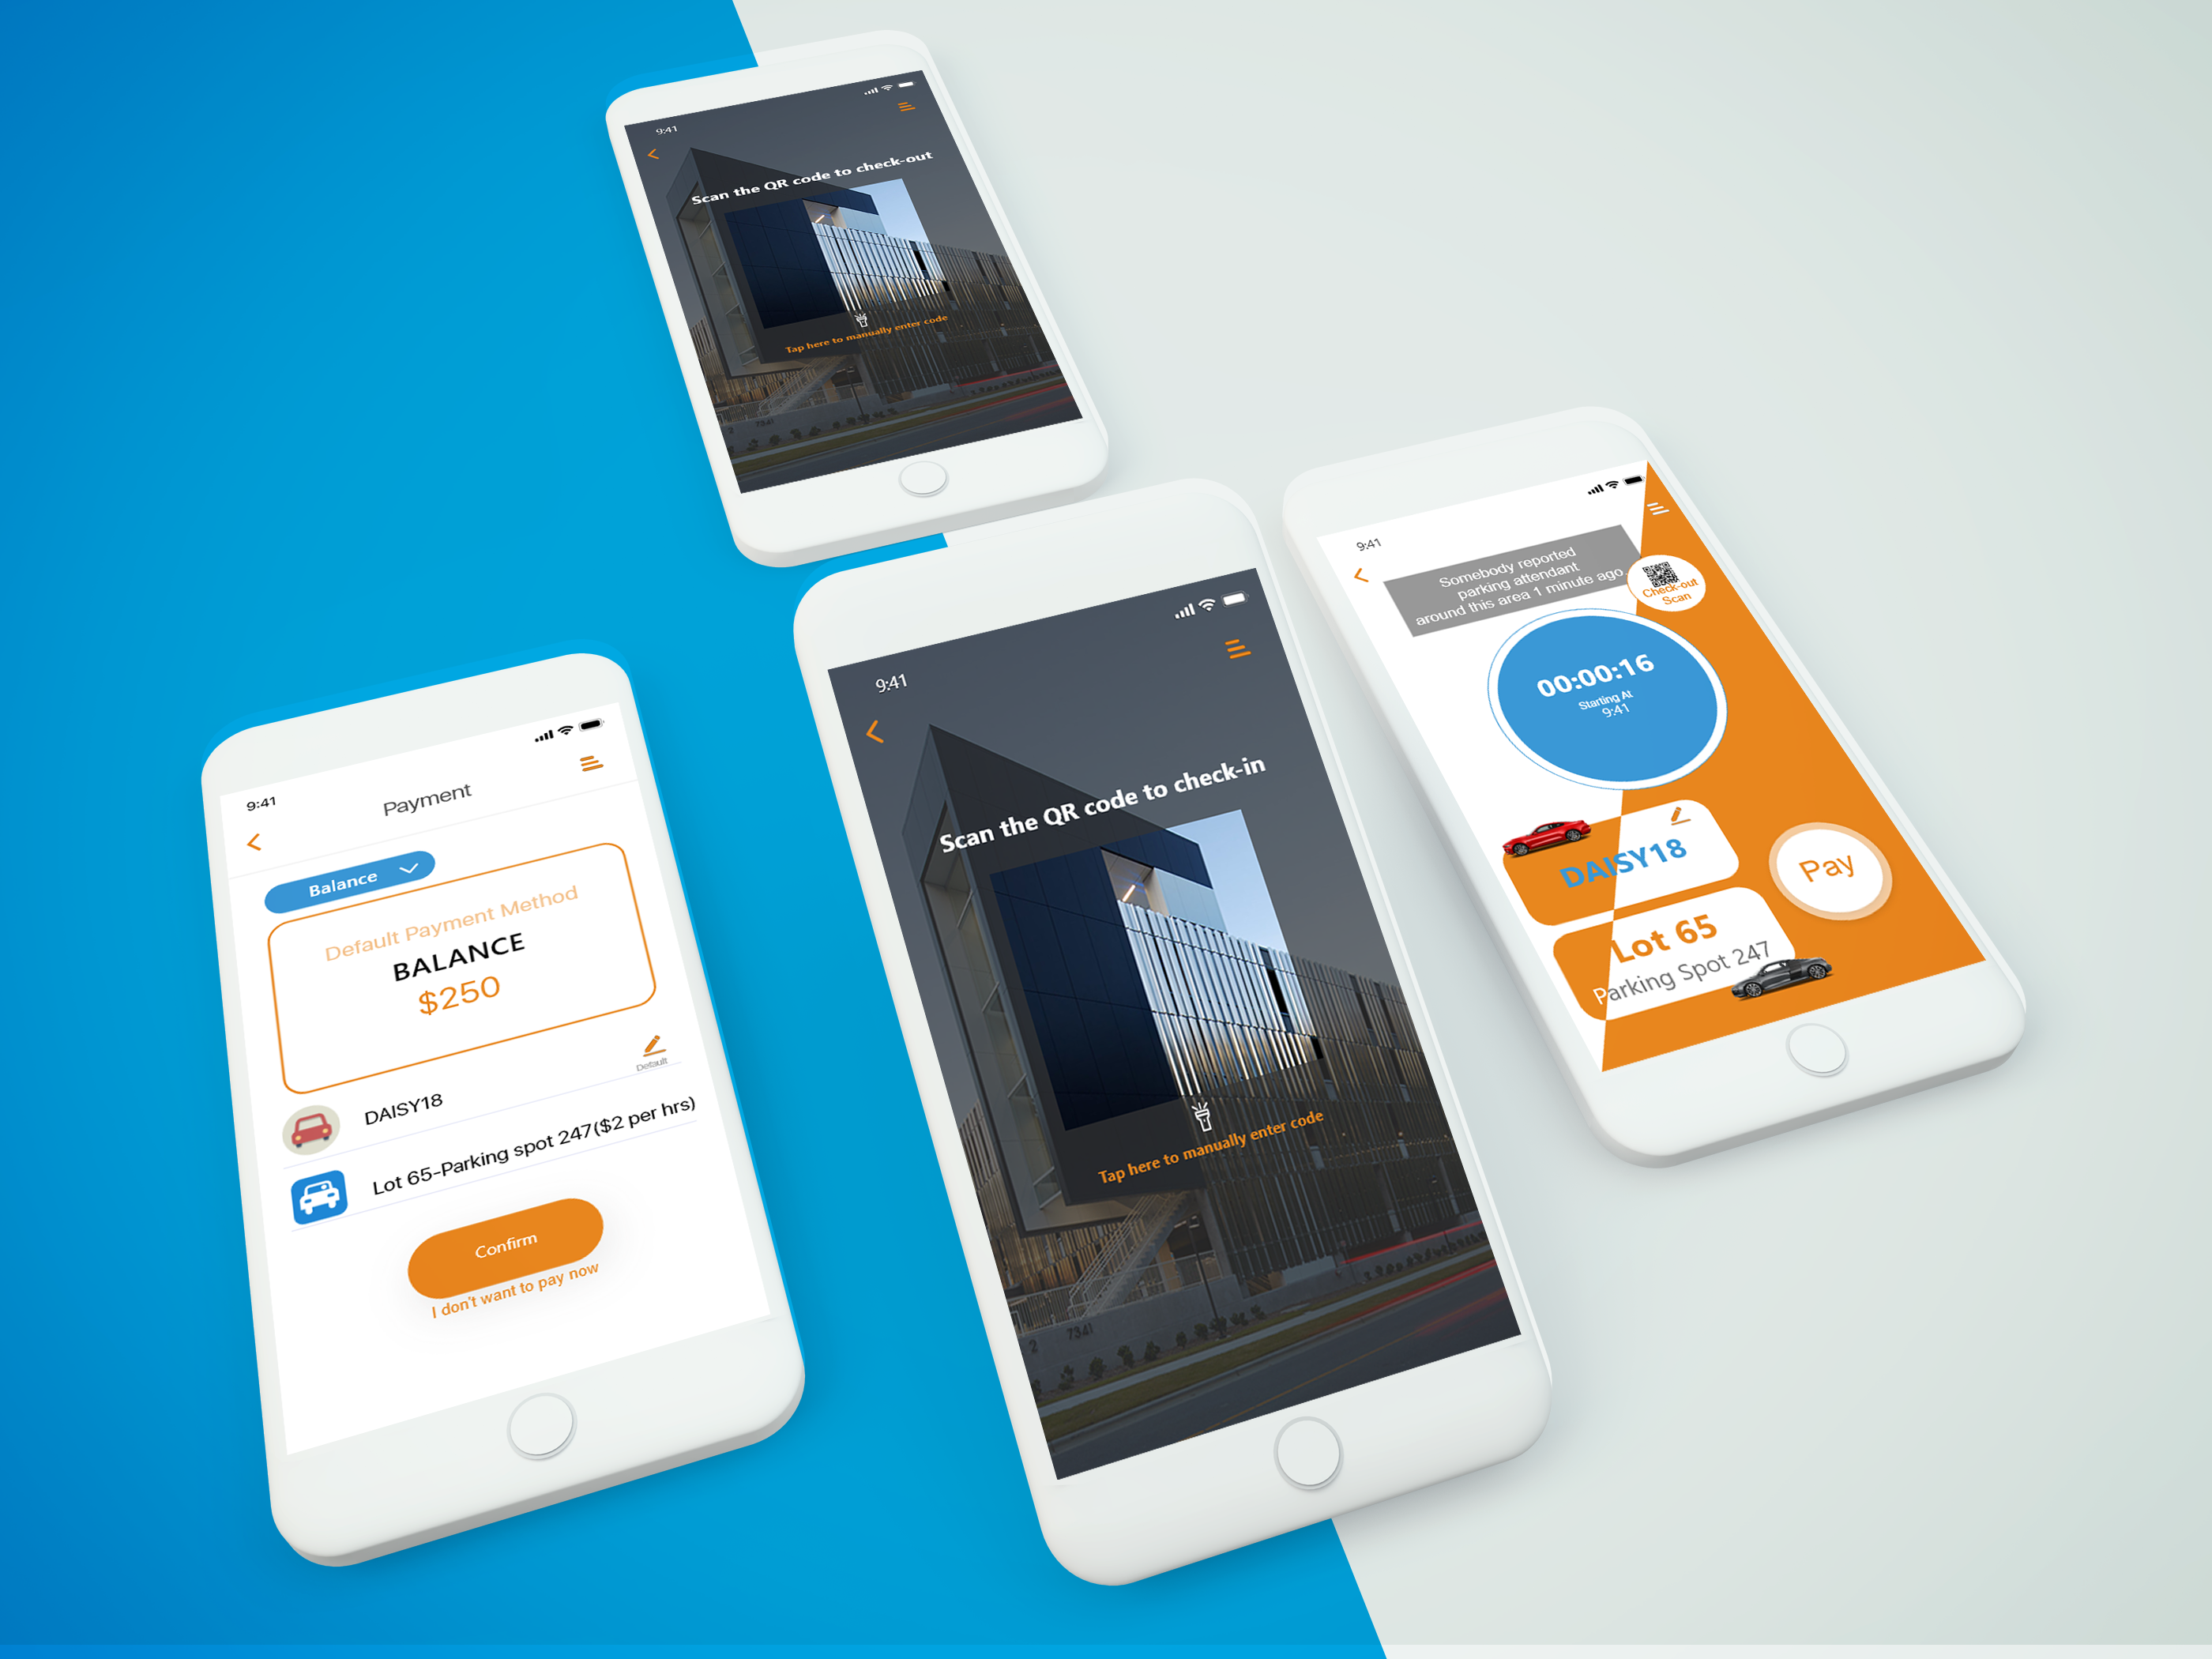 9:41
Scan the QR code to check-out
Tap here to manually enter code
7341
9:41
Scan the QR code to check-in
Tap here to manually enter code
2 7341
9:41
Somebody reported
parking attendant
around this area 1 minute ago.
Check-out
Scan
00:00:16
Starting At
9:41
DAISY18
Pay
Lot 65
Parking Spot 247
9:41
Payment
Balance
Default Payment Method
BALANCE
$250
Default
DAISY18
Lot 65-Parking spot 247($2 per hrs)
Confirm
I don't want to pay now